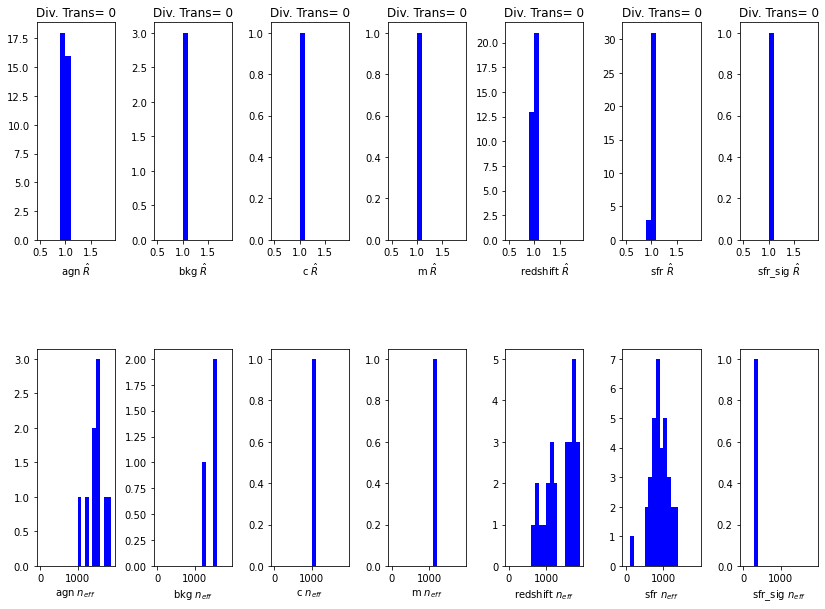 Div. Trans= 0 Div. Trans= 0 Div. Trans= 0 Div. Trans= 0 Div. Trans= 0 Div. Trans= 0 Div. Trans= 0
17.5 15.0 12.5 10.0 7.5 5.0 2.5 0.0
0.5 1.0 1.5
agn R̂
3.0 2.5 2.0 1.5 1.0 0.5 0.0
0.5 1.0 1.5
bkg R̂
1.0 0.8 0.6 0.4 0.2 0.0
0.5 1.0 1.5
c R̂
1.0 0.8 0.6 0.4 0.2 0.0
0.5 1.0 1.5
m R̂
20.0 17.5 15.0 12.5 10.0 7.5 5.0 2.5 0.0
0.5 1.0 1.5
redshift R̂
30 25 20 15 10 5 0
0.5 1.0 1.5
sfr R̂
1.0 0.8 0.6 0.4 0.2 0.0
0.5 1.0 1.5
sfr_sig R̂
3.0 2.5 2.0 1.5 1.0 0.5 0.0
0 1000
agn n_eff
2.00 1.75 1.50 1.25 1.00 0.75 0.50 0.25 0.00
0 1000
bkg n_eff
1.0 0.8 0.6 0.4 0.2 0.0
0 1000
c n_eff
1.0 0.8 0.6 0.4 0.2 0.0
0 1000
m n_eff
5 4 3 2 1 0
0 1000
redshift n_eff
7 6 5 4 3 2 1 0
0 1000
sfr n_eff
1.0 0.8 0.6 0.4 0.2 0.0
0 1000
sfr_sig n_eff